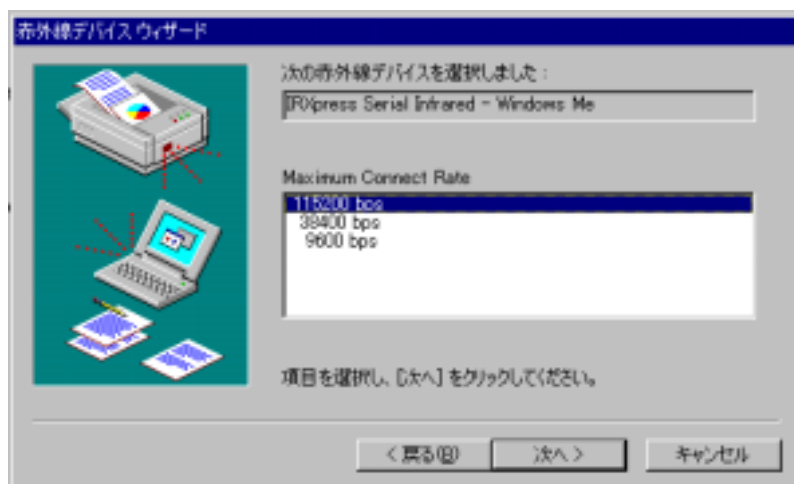 赤外線デバイス ウィザード
次の赤外線デバイスを選択しました :
IRXpress Serial Infrared - Windows Me
Maximum Connect Rate
115200 bps
38400 bps
9600 bps
項目を選択し、[次へ] をクリックしてください。
< 戻る(B)
次へ >
キャンセル